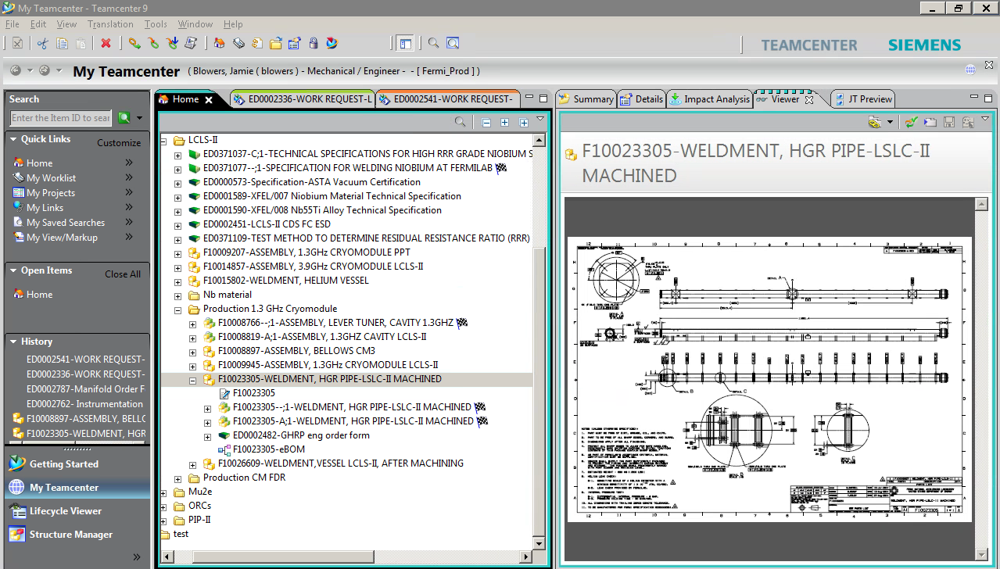 My Teamcenter - Teamcenter 9
File Edit View Translation Tools Window Help
TEAMCENTER SIEMENS
My Teamcenter ( Blowers, Jamie ( blowers ) - Mechanical / Engineer - - [ Fermi_Prod ] )
Search
Enter the Item ID to sear
Quick Links
Customize
Home
My Worklist
My Projects
My Links
My Saved Searches
My View/Markup
Open Items
Close All
Home
History
ED0002541-WORK REQUEST-
ED0002336-WORK REQUEST-
ED0002787-Manifold Order F
ED0002762- Instrumentation
F10008897-ASSEMBLY, BELLO
F10023305-WELDMENT, HGR
Getting Started
My Teamcenter
Lifecycle Viewer
Structure Manager
Home
ED0002336-WORK REQUEST-L
ED0002541-WORK REQUEST-
LCLS-II
ED0371037-C;1-TECHNICAL SPECIFICATIONS FOR HIGH RRR GRADE NIOBIUM S
ED0371077--;1-SPECIFICATION FOR WELDING NIOBIUM AT FERMILAB
ED0000573-Specification-ASTA Vacuum Certification
ED0001589-XFEL/007 Niobium Material Technical Specification
ED0001590-XFEL/008 Nb55Ti Alloy Technical Specification
ED0002451-LCLS-II CDS FC ESD
ED0371109-TEST METHOD TO DETERMINE RESIDUAL RESISTANCE RATIO (RRR)
F10009207-ASSEMBLY, 1.3GHz CRYOMODULE PPT
F10014857-ASSEMBLY, 3.9GHz CRYOMODULE LCLS-II
F10015802-WELDMENT, HELIUM VESSEL
Nb material
Production 1.3 GHz Cryomodule
F10008766--;1-ASSEMBLY, LEVER TUNER, CAVITY 1.3GHZ
F10008819-A;1-ASSEMBLY, 1.3GHZ CAVITY LCLS-II
F10008897-ASSEMBLY, BELLOWS CM3
F10009945-ASSEMBLY, 1.3GHz CRYOMODULE LCLS-II
F10023305-WELDMENT, HGR PIPE-LSLC-II MACHINED
F10023305
F10023305--;1-WELDMENT, HGR PIPE-LSLC-II MACHINED
F10023305-A;1-WELDMENT, HGR PIPE-LSLC-II MACHINED
ED0002482-GHRP eng order form
F10023305-eBOM
F10026609-WELDMENT,VESSEL LCLS-II, AFTER MACHINING
Production CM FDR
Mu2e
ORCs
PIP-II
test
Summary
Details
Impact Analysis
Viewer
JT Preview
F10023305-WELDMENT, HGR PIPE-LSLC-II
MACHINED
DETAIL A
DETAIL B
DETAIL C
F10023305